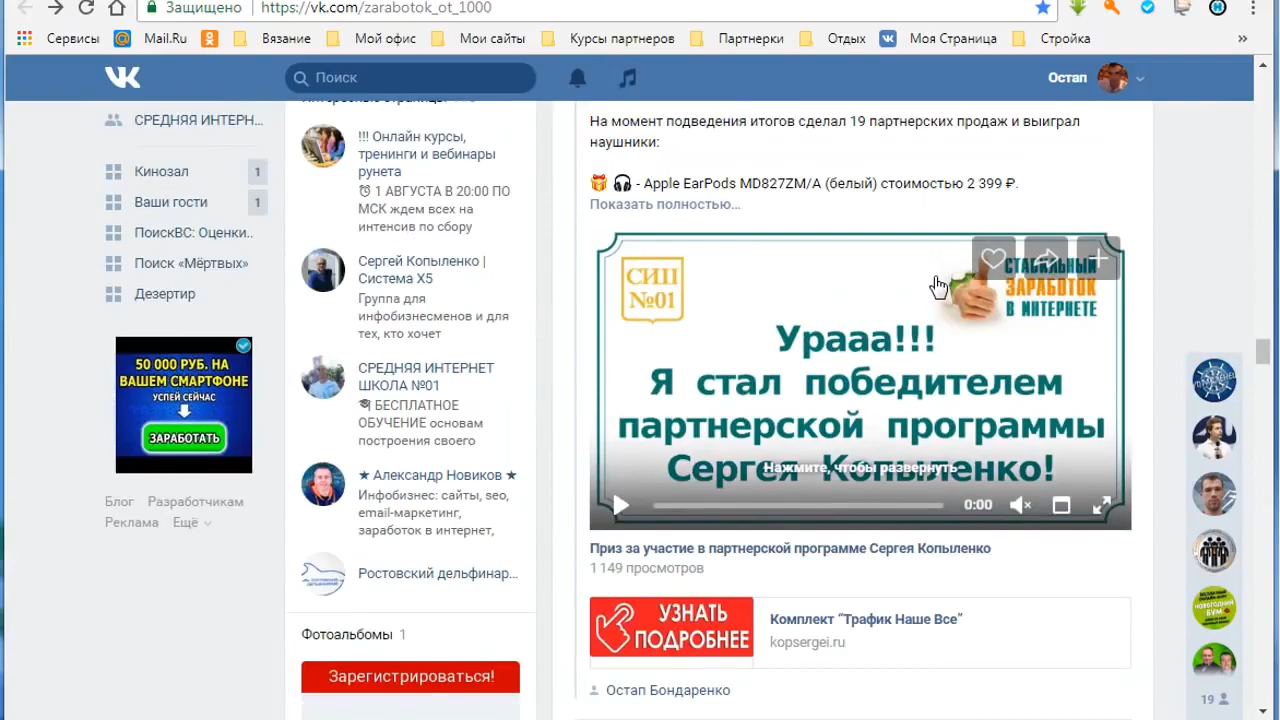 Защищено
https://vk.com/zarabotok_ot_1000
Сервисы
Mail.Ru
Вязание
Мой офис
Мои сайты
Курсы партнеров
Партнерки
Отдых
Моя Страница
Стройка
»
Поиск
Остап
СРЕДНЯЯ ИНТЕРН...
Кинозал
1
Ваши гости
1
ПоискВС: Оценки..
Поиск «Мёртвых»
Дезертир
50 000 РУБ. НА
ВАШЕМ СМАРТФОНЕ
УСПЕЙ СЕЙЧАС
ЗАРАБОТАТЬ
Блог Разработчикам
Реклама Ещё
!!! Онлайн курсы,
тренинги и вебинары
рунета
1 АВГУСТА В 20:00 ПО
МСК ждем всех на
интенсив по сбору
Сергей Копыленко |
Система Х5
Группа для
инфобизнесменов и для
тех, кто хочет
СРЕДНЯЯ ИНТЕРНЕТ
ШКОЛА №01
БЕСПЛАТНОЕ
ОБУЧЕНИЕ основам
построения своего
★ Александр Новиков ★
Инфобизнес: сайты, seo,
email-маркетинг,
заработок в интернет,
Ростовский дельфинар...
Фотоальбомы 1
Зарегистрироваться!
На момент подведения итогов сделал 19 партнерских продаж и выиграл
наушники:
- Apple EarPods MD827ZM/A (белый) стоимостью 2 399 ₽.
Показать полностью...
СИШ
№01
СТАБИЛЬНЫЙ
ЗАРАБОТОК
В ИНТЕРНЕТЕ
Урааа!!!
Я стал победителем
партнерской программы
Сергея Копыленко!
Нажмите, чтобы развернуть
0:00
Приз за участие в партнерской программе Сергея Копыленко
1 149 просмотров
УЗНАТЬ
ПОДРОБНЕЕ
Комплект “Трафик Наше Все”
kopsergei.ru
Остап Бондаренко
НОВОГОДНИЙ
БУМ
19